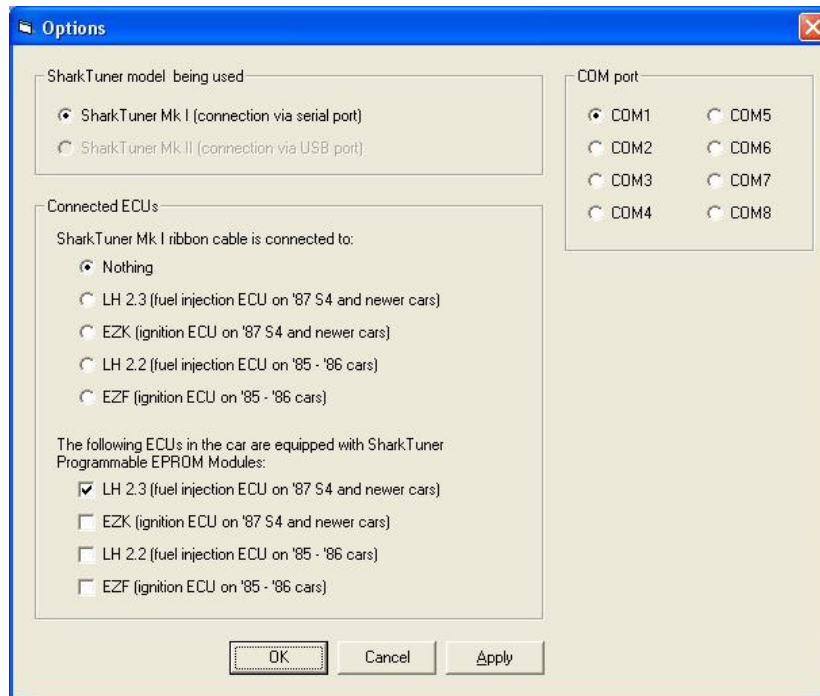 Options
SharkTuner model being used
SharkTuner Mk I (connection via serial port)
SharkTuner Mk II (connection via USB port)
Connected ECUs
SharkTuner Mk I ribbon cable is connected to:
Nothing
LH 2.3 (fuel injection ECU on '87 S4 and newer cars)
EZK (ignition ECU on '87 S4 and newer cars)
LH 2.2 (fuel injection ECU on '85 - '86 cars)
EZF (ignition ECU on '85 - '86 cars)
The following ECUs in the car are equipped with SharkTuner
Programmable EPROM Modules:
LH 2.3 (fuel injection ECU on '87 S4 and newer cars)
EZK (ignition ECU on '87 S4 and newer cars)
LH 2.2 (fuel injection ECU on '85 - '86 cars)
EZF (ignition ECU on '85 - '86 cars)
COM port
COM1 COM5
COM2 COM6
COM3 COM7
COM4 COM8
OK Cancel Apply